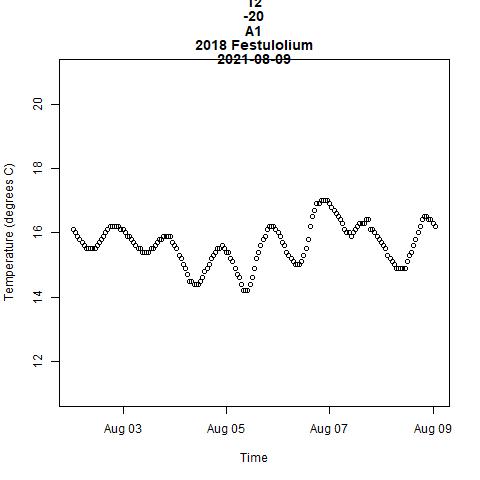 -20
A1
2018 Festulolium
2021-08-09
Temperature (degrees C)
20
18
16
14
12
Aug 03
Aug 05
Aug 07
Aug 09
Time